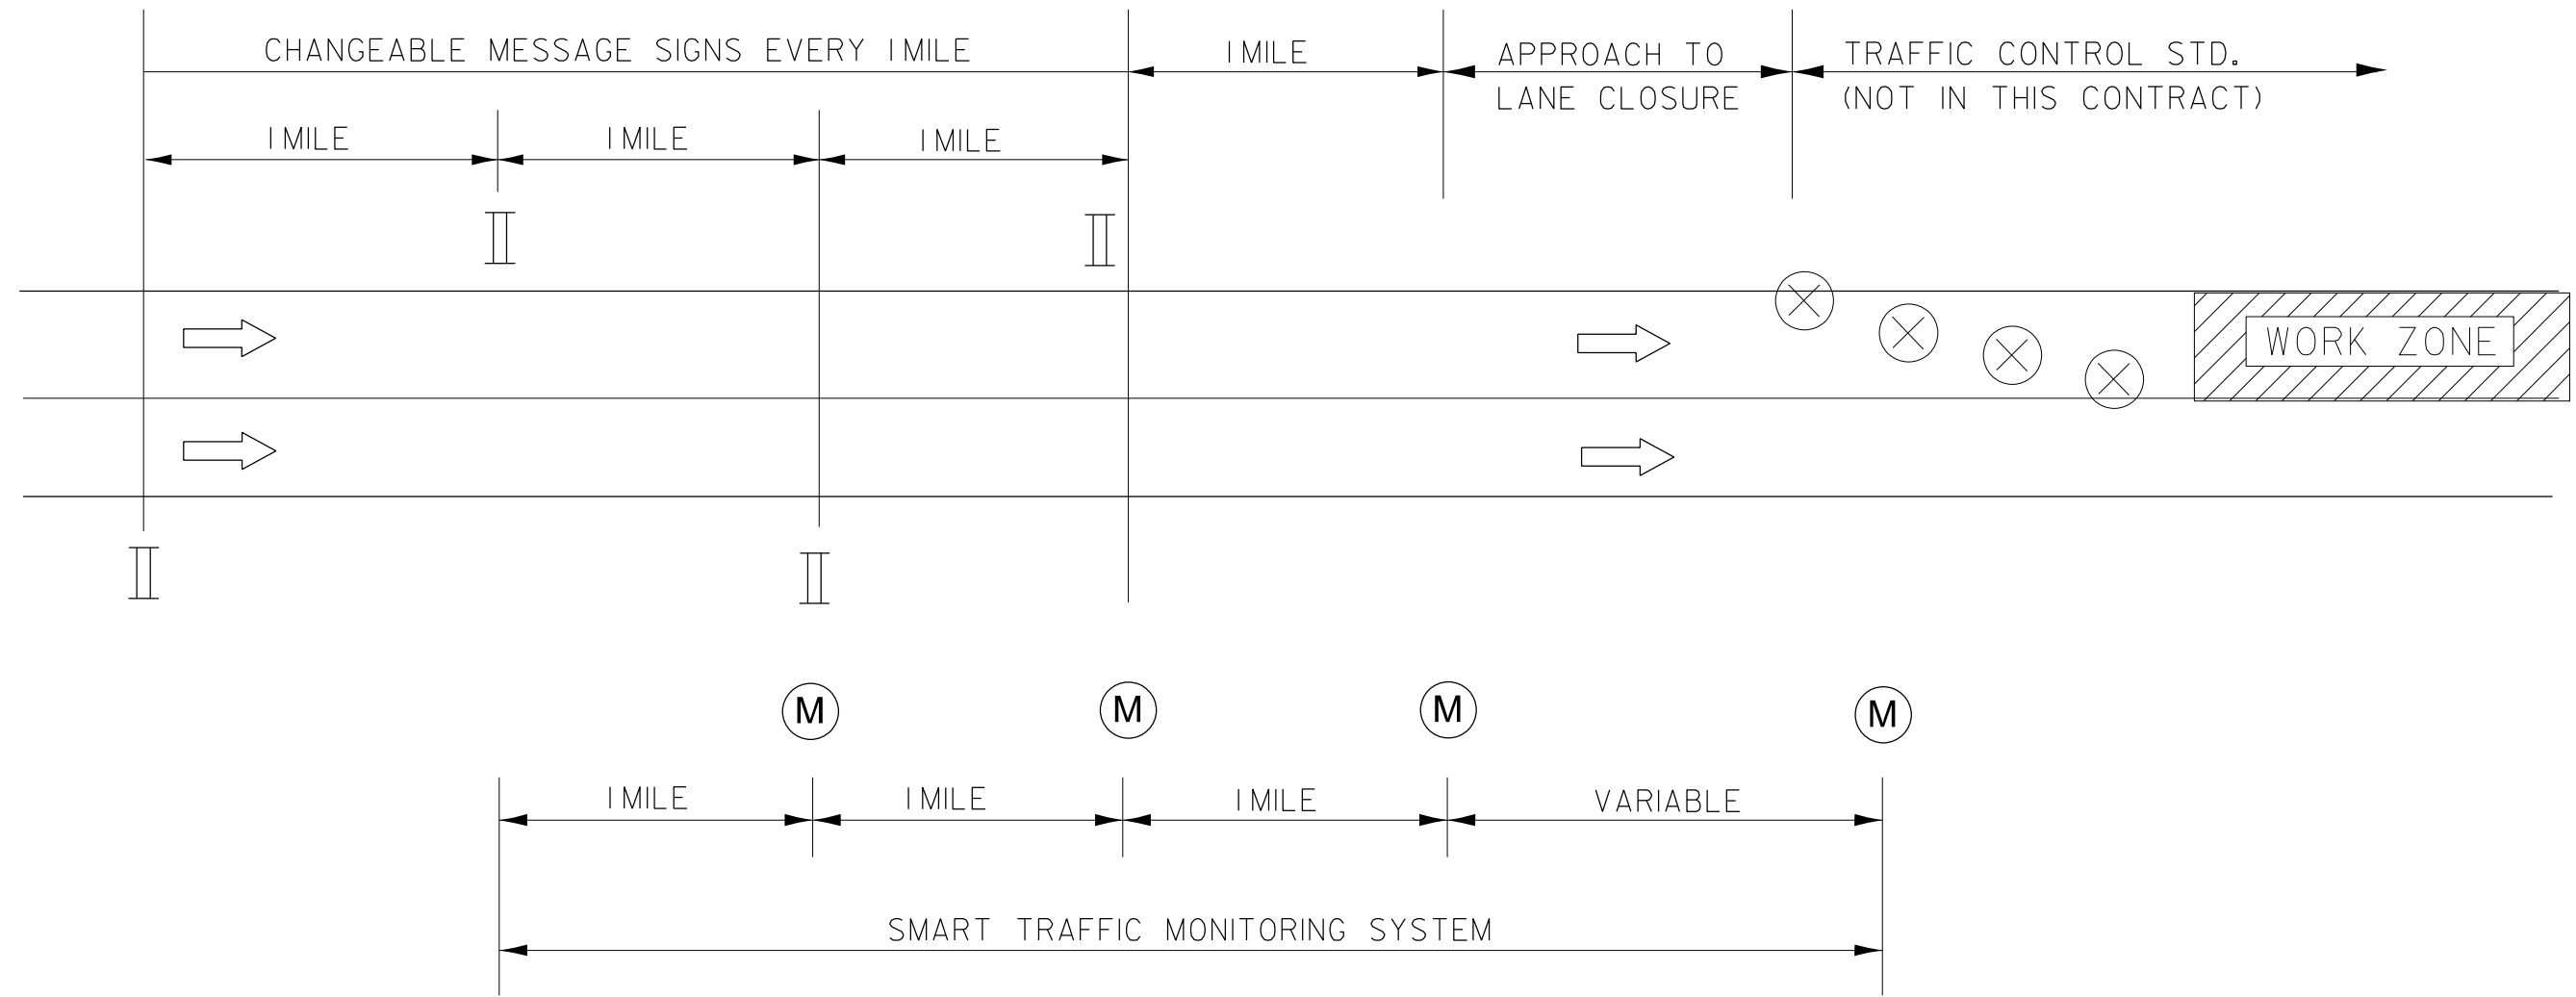 CHANGEABLE MESSAGE SIGNS EVERY 1 MILE
1 MILE
APPROACH TO
LANE CLOSURE
TRAFFIC CONTROL STD.
(NOT IN THIS CONTRACT)
1 MILE
1 MILE
1 MILE
WORK ZONE
M
M
M
M
1 MILE
1 MILE
1 MILE
VARIABLE
SMART TRAFFIC MONITORING SYSTEM